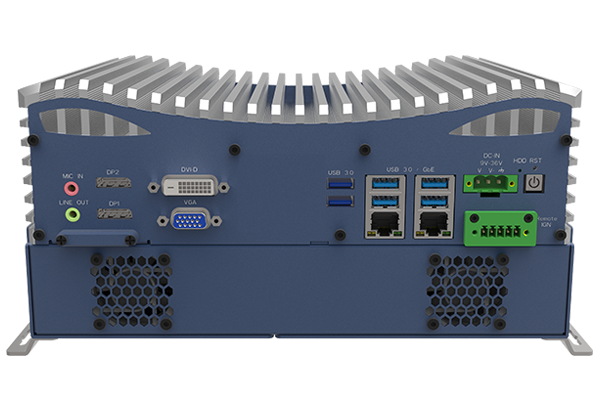 DVI-D
DC IN
9V-36V
V- V- 
HDD RST
MIC IN
DP2
USB 3.0
USB 3.0 · GbE
LINE OUT
DP1
VGA
Remote
IGN